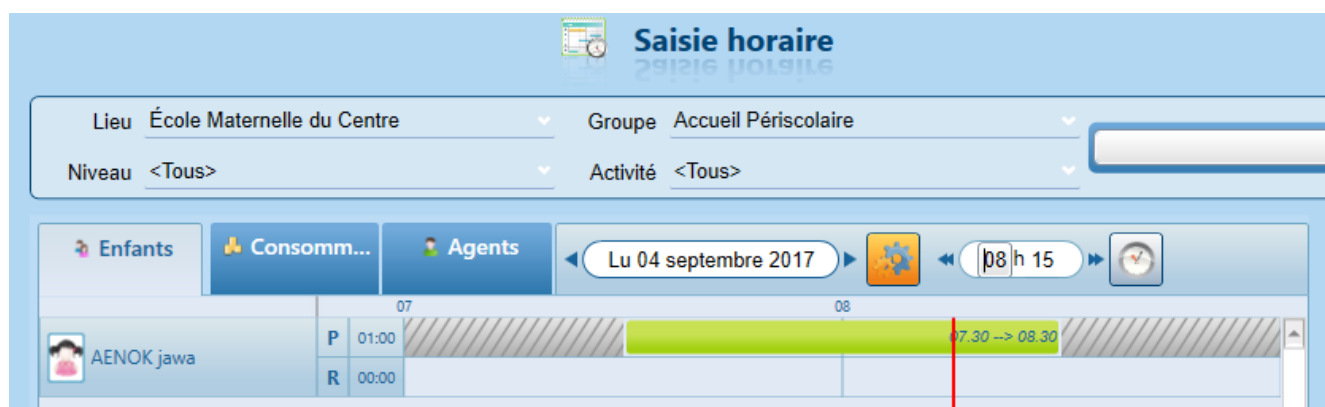 Saisie horaire
Lieu École Maternelle du Centre Groupe Accueil Périscolaire
Niveau <Tous> Activité <Tous>
Enfants Consomm... Agents Lu 04 septembre 2017 08 h 15
07 08
AENOK jawa P 01:00 07.30 --> 08.30
R 00:00